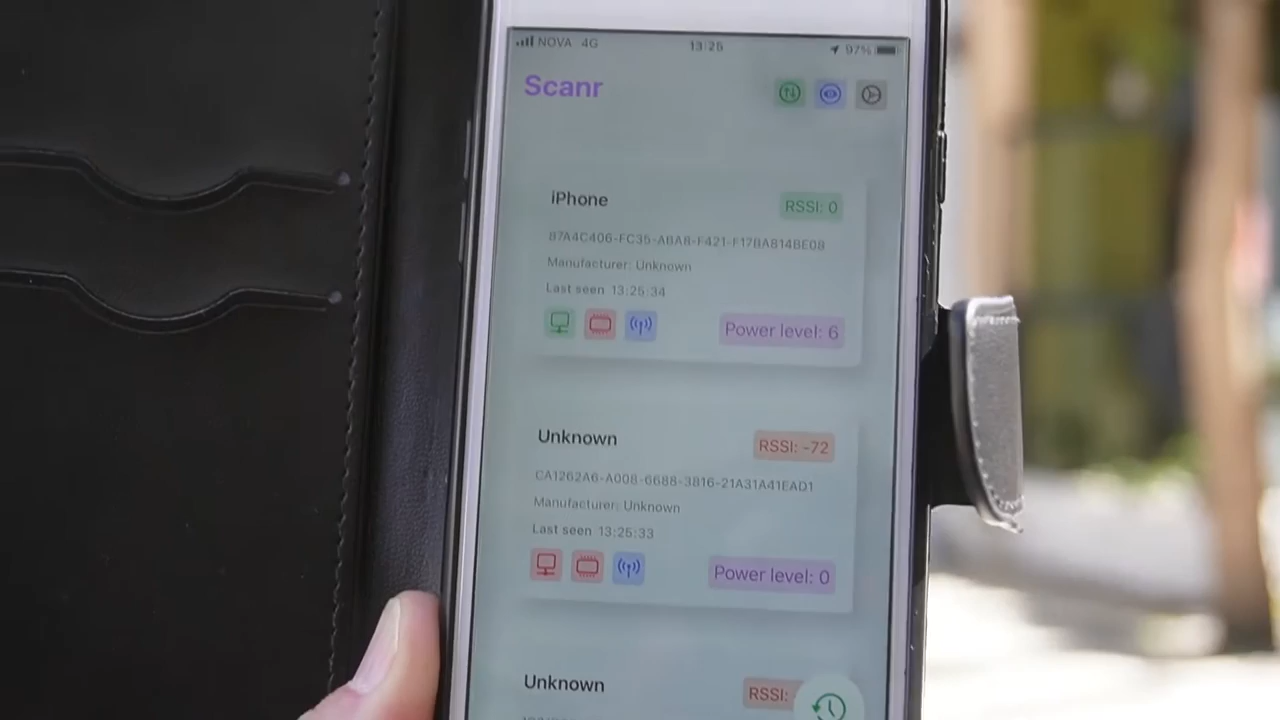 NOVA 4G 13:25 97%
Scanr
iPhone
RSSI: 0
87A4C406-FC35-ABA8-F421-F17BA814BE08
Manufacturer: Unknown
Last seen 13:25:34
Power level: 6
Unknown
RSSI: -72
CA1262A6-A008-6688-3816-21A31A41EAD1
Manufacturer: Unknown
Last seen 13:25:33
Power level: 0
Unknown
RSSI: